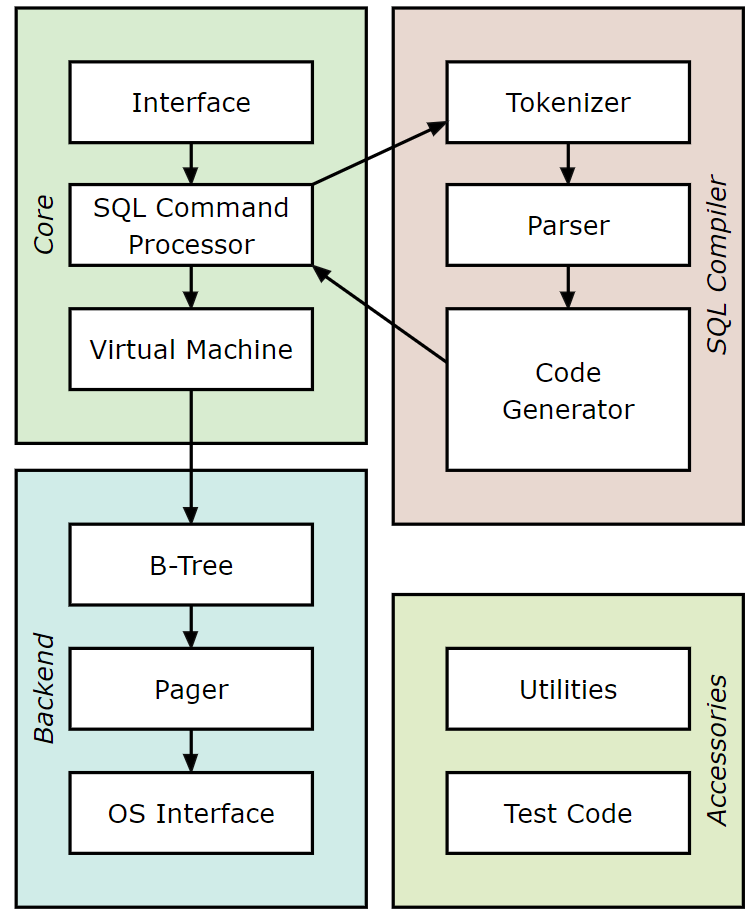 Core
Interface
SQL Command
Processor
Virtual Machine
SQL Compiler
Tokenizer
Parser
Code
Generator
Backend
B-Tree
Pager
OS Interface
Accessories
Utilities
Test Code